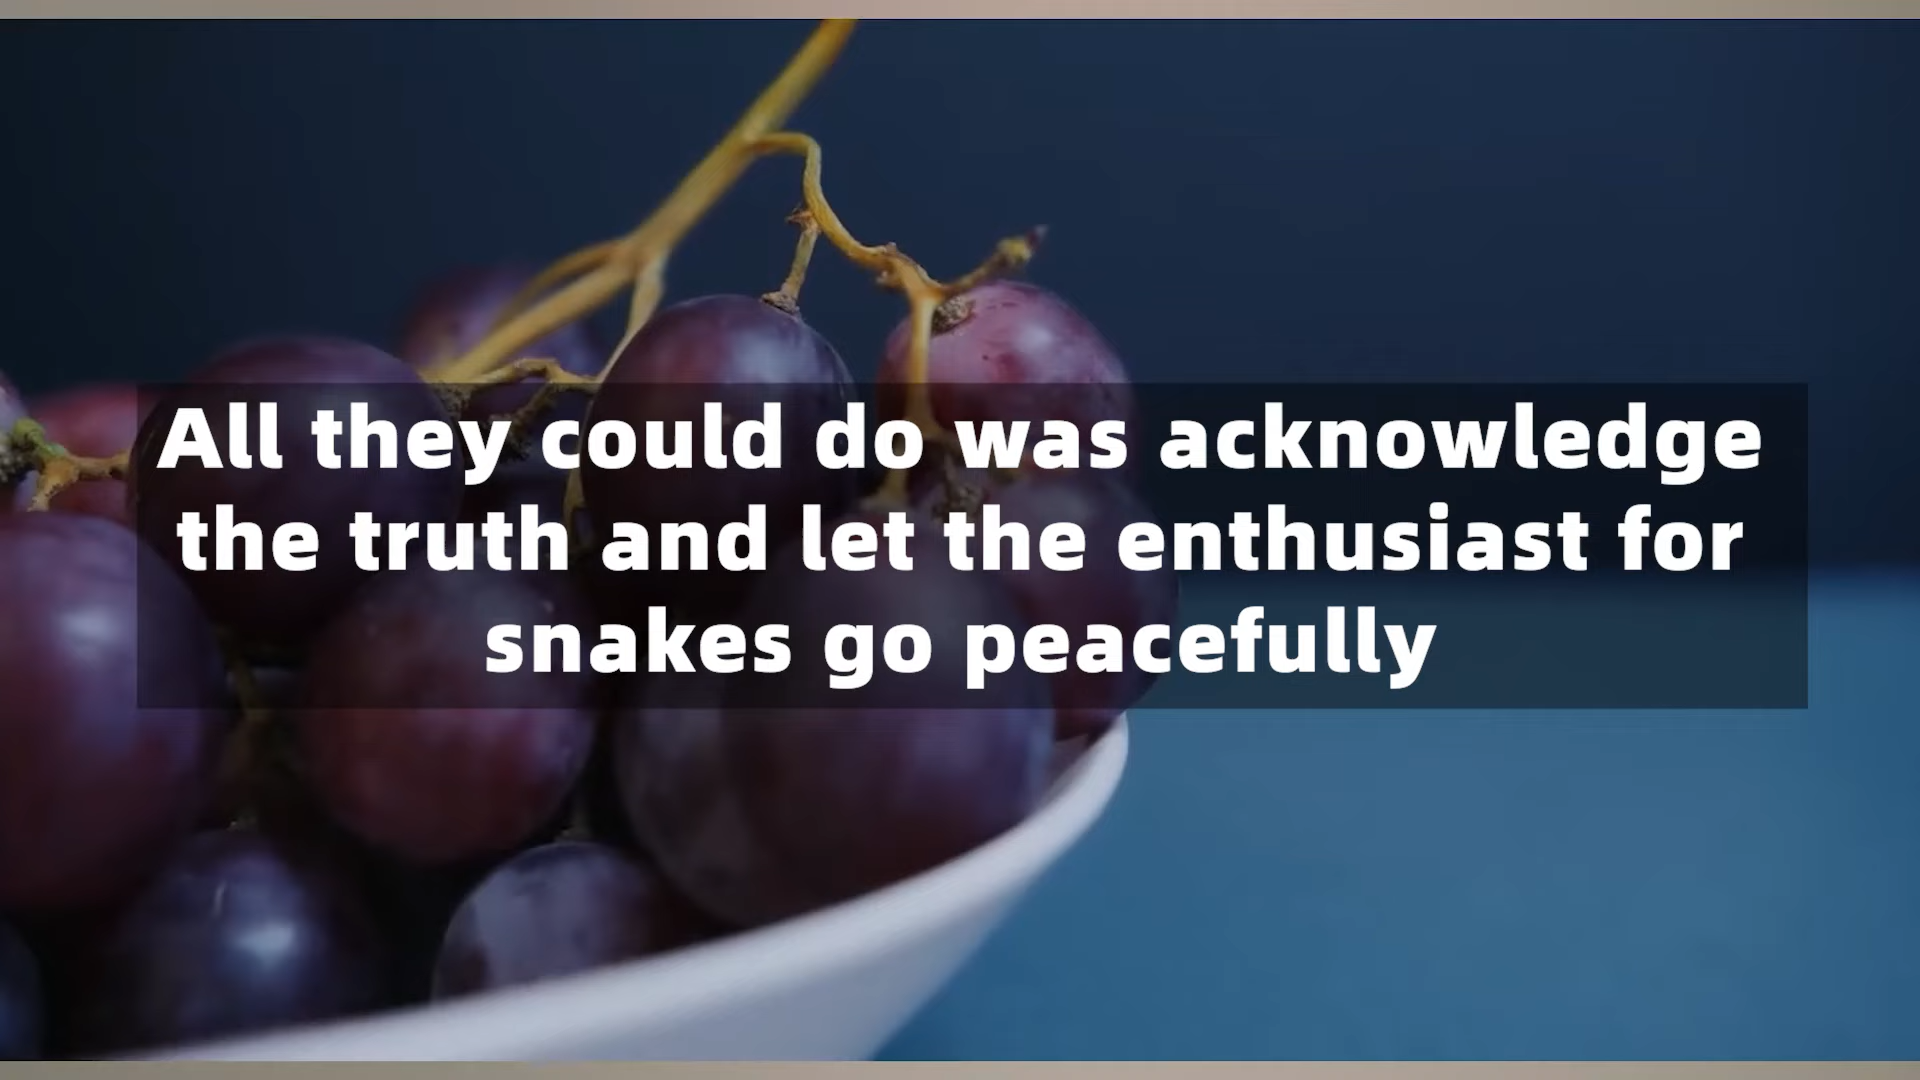 All they could do was acknowledge
the truth and let the enthusiast for
snakes go peacefully